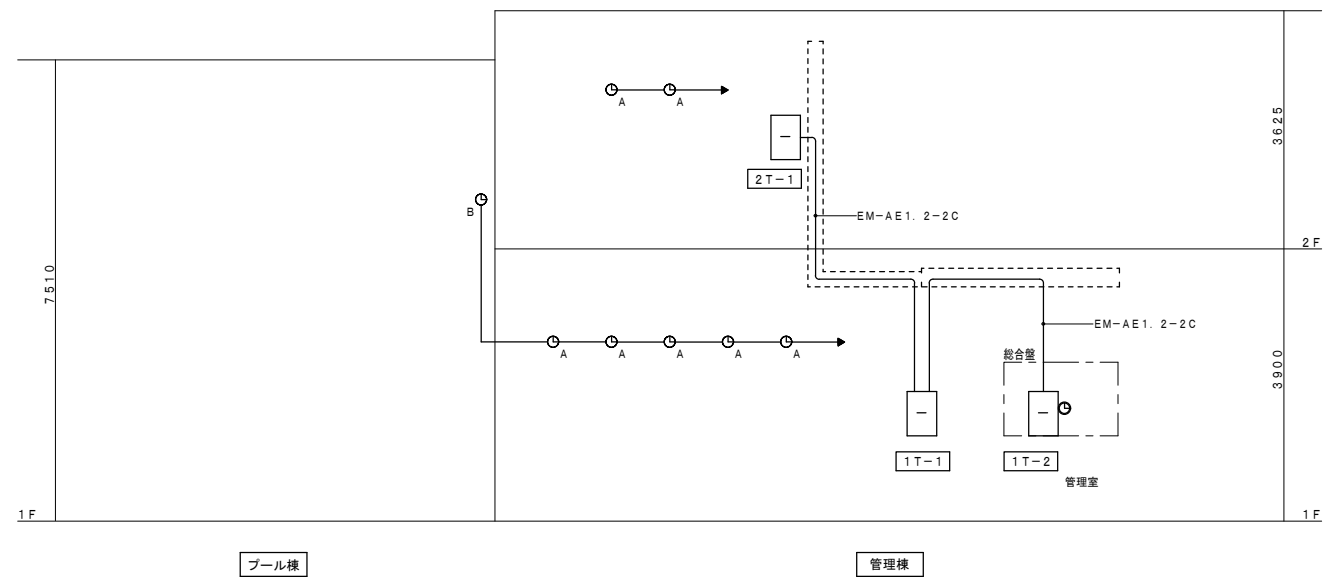 3625
A
A
2T-1
B
EM-AE1.2-2C
2F
7510
EM-AE1.2-2C
A
A
A
A
A
総合盤
3900
1T-1
1T-2
管理室
1F
1F
プール棟
管理棟